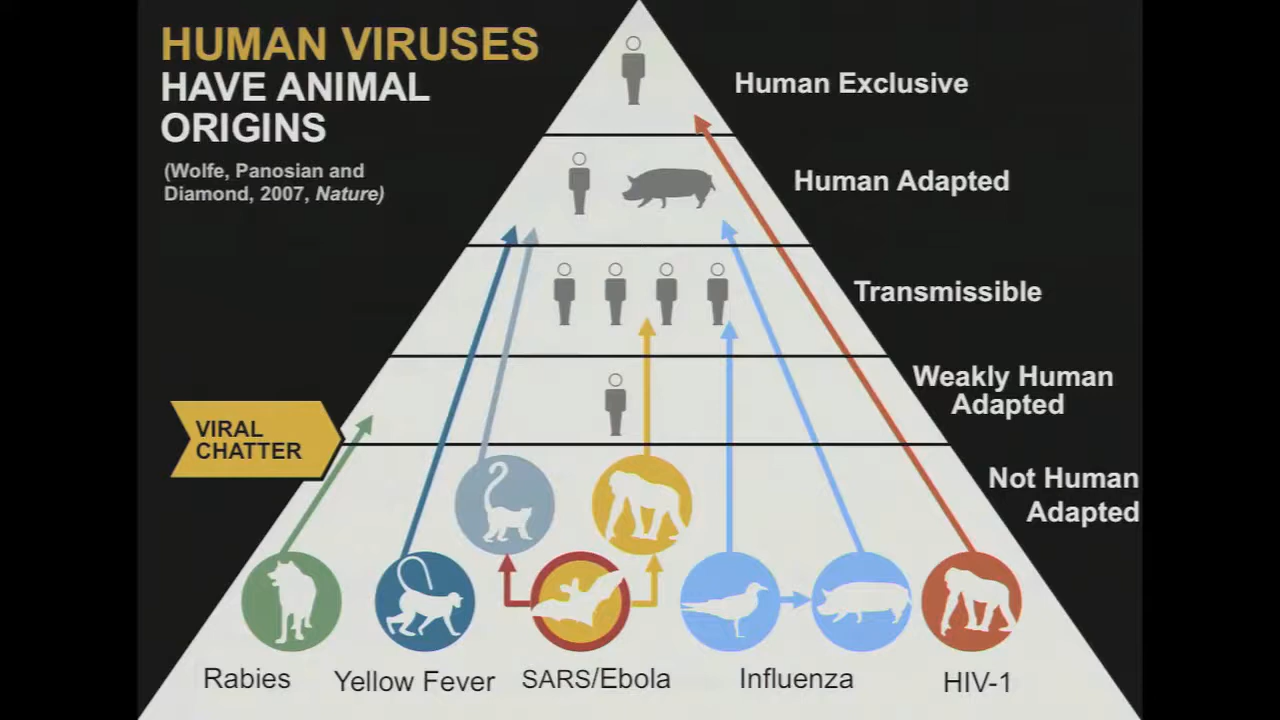 HUMAN VIRUSES
HAVE ANIMAL
ORIGINS
(Wolfe, Panosian and
Diamond, 2007, Nature)
Human Exclusive
Human Adapted
Transmissible
Weakly Human
Adapted
VIRAL
CHATTER
Not Human
Adapted
Rabies
Yellow Fever
SARS/Ebola
Influenza
HIV-1